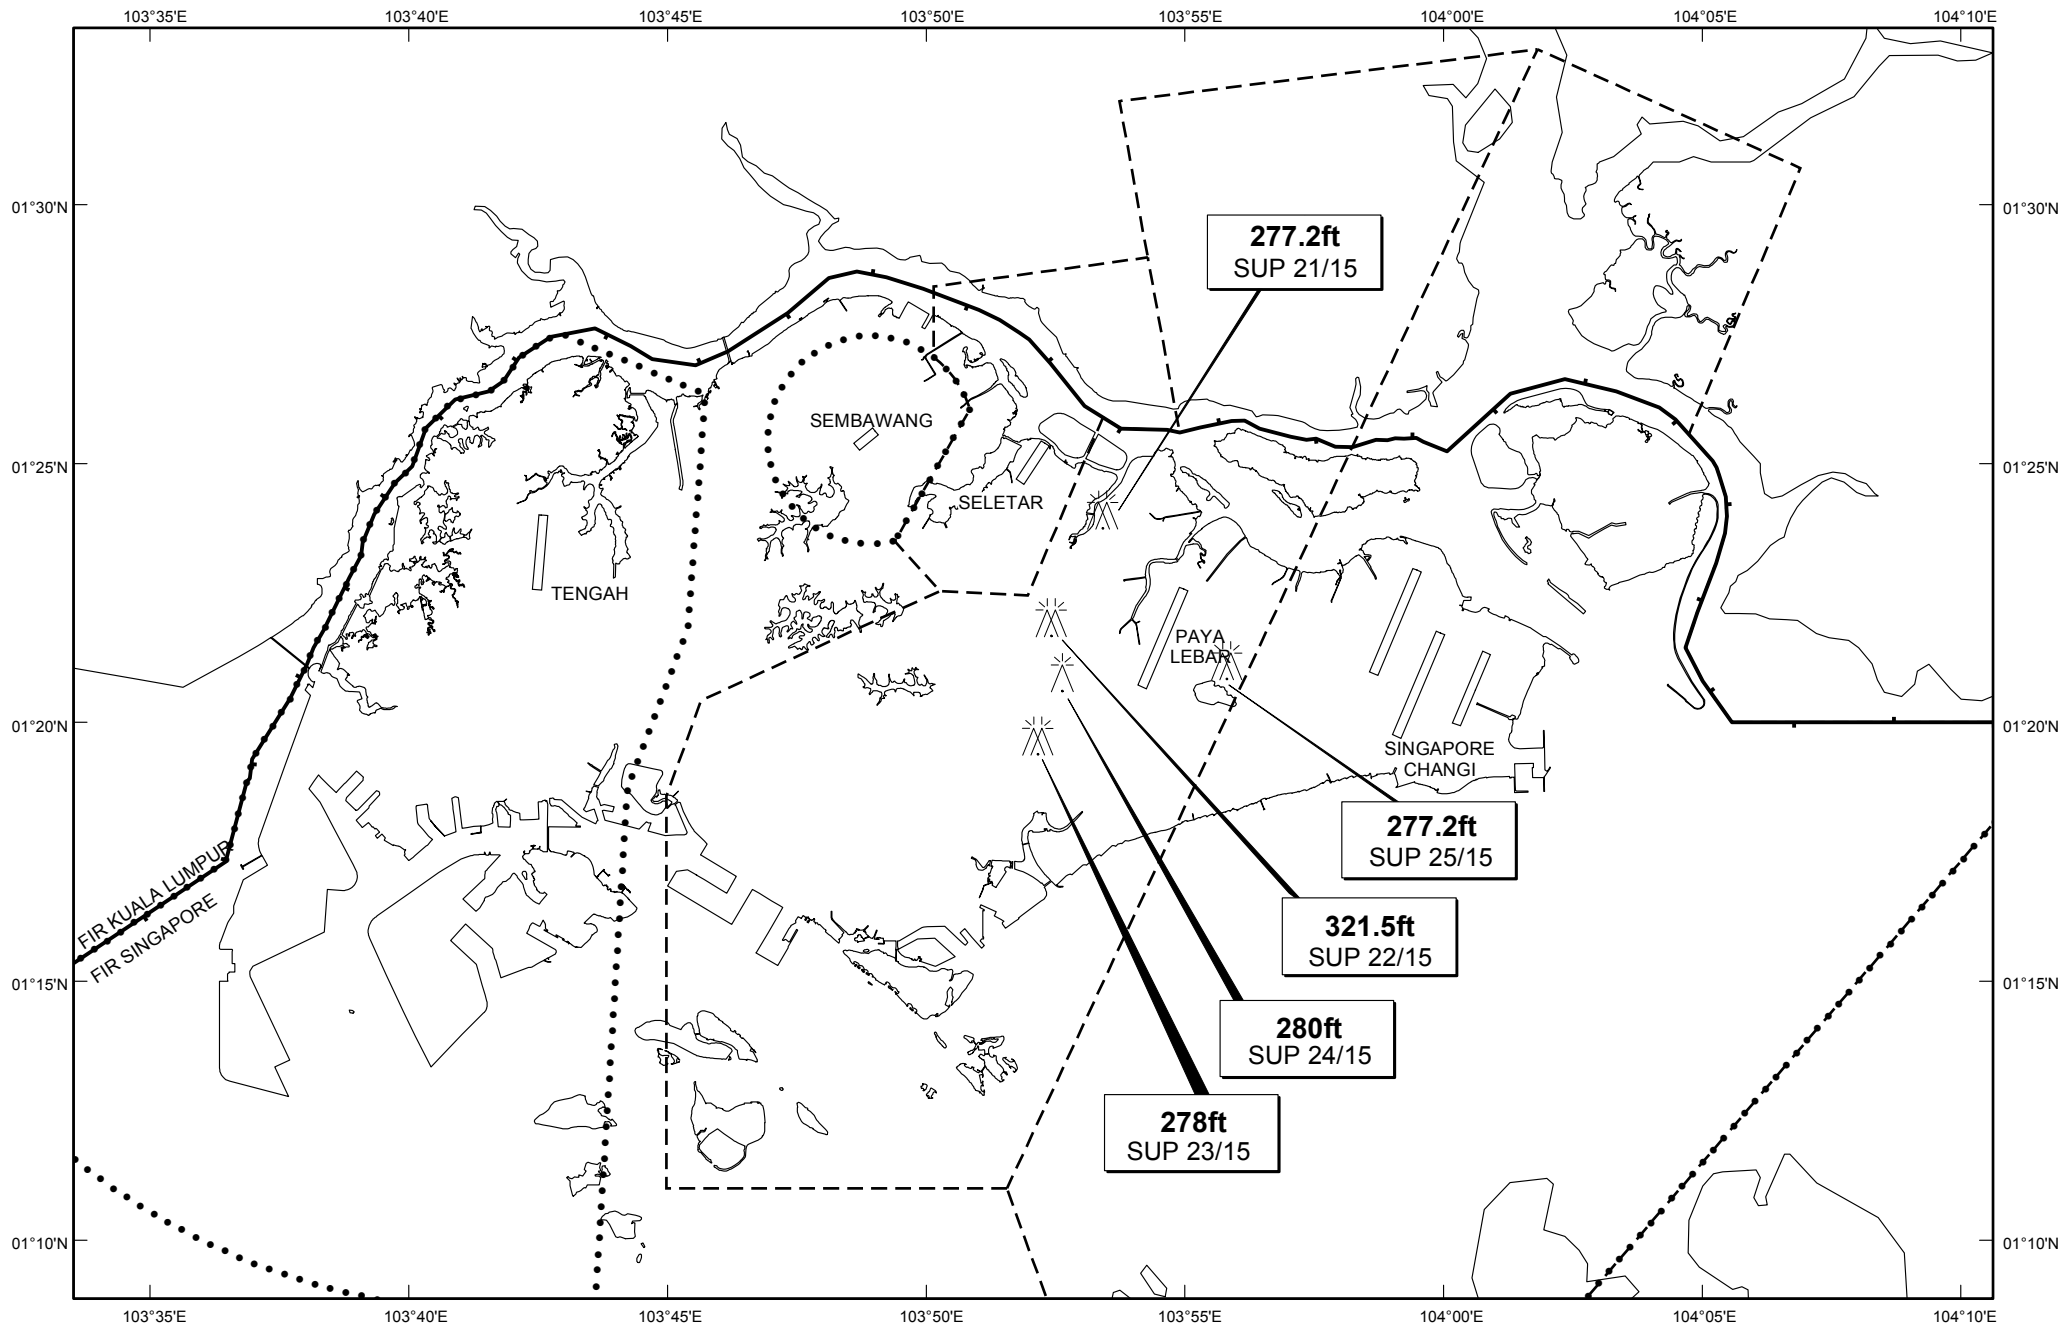 103°35'E
103°40'E
103°45'E
103°50'E
103°55'E
104°00'E
104°05'E
104°10'E
01°30'N
01°30'N
277.2ft
SUP 21/15
SEMBAWANG
01°25'N
01°25'N
SELETAR
TENGAH
PAYA
LEBAR
01°20'N
01°20'N
SINGAPORE
CHANGI
277.2ft
SUP 25/15
FIR KUALA LUMPUR
FIR SINGAPORE
321.5ft
SUP 22/15
01°15'N
01°15'N
280ft
SUP 24/15
278ft
SUP 23/15
01°10'N
01°10'N
103°35'E
103°40'E
103°45'E
103°50'E
103°55'E
104°00'E
104°05'E
104°10'E